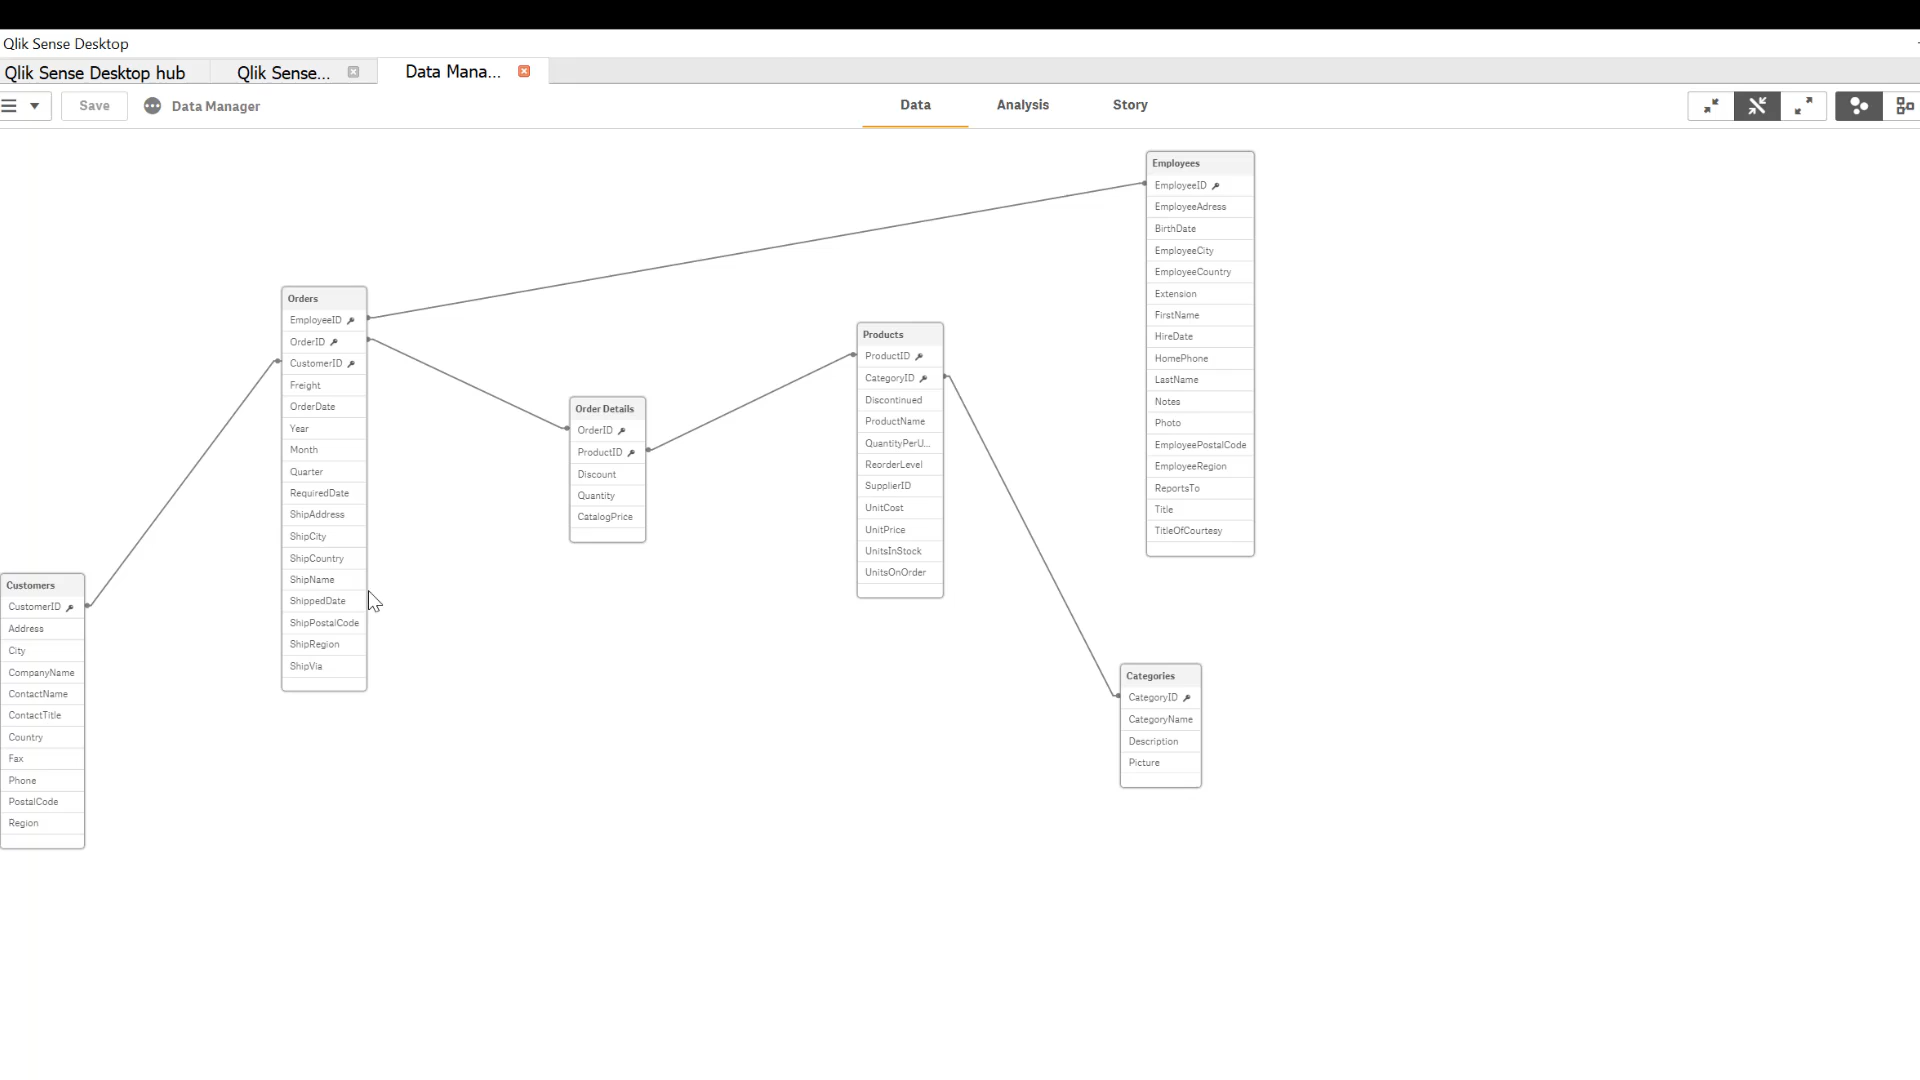 Qlik Sense Desktop
Qlik Sense Desktop hub
Qlik Sense...
Data Mana...
Save
Data Manager
Data
Analysis
Story
Employees
EmployeeID
EmployeeAdress
BirthDate
EmployeeCity
EmployeeCountry
Extension
FirstName
HireDate
HomePhone
LastName
Notes
Photo
EmployeePostalCode
EmployeeRegion
ReportsTo
Title
TitleOfCourtesy
Orders
EmployeeID
OrderID
CustomerID
Freight
OrderDate
Year
Month
Quarter
RequiredDate
ShipAddress
ShipCity
ShipCountry
ShipName
ShippedDate
ShipPostalCode
ShipRegion
ShipVia
Products
ProductID
CategoryID
Discontinued
ProductName
QuantityPerU...
ReorderLevel
SupplierID
UnitCost
UnitPrice
UnitsInStock
UnitsOnOrder
Order Details
OrderID
ProductID
Discount
Quantity
CatalogPrice
Customers
CustomerID
Address
City
CompanyName
ContactName
ContactTitle
Country
Fax
Phone
PostalCode
Region
Categories
CategoryID
CategoryName
Description
Picture